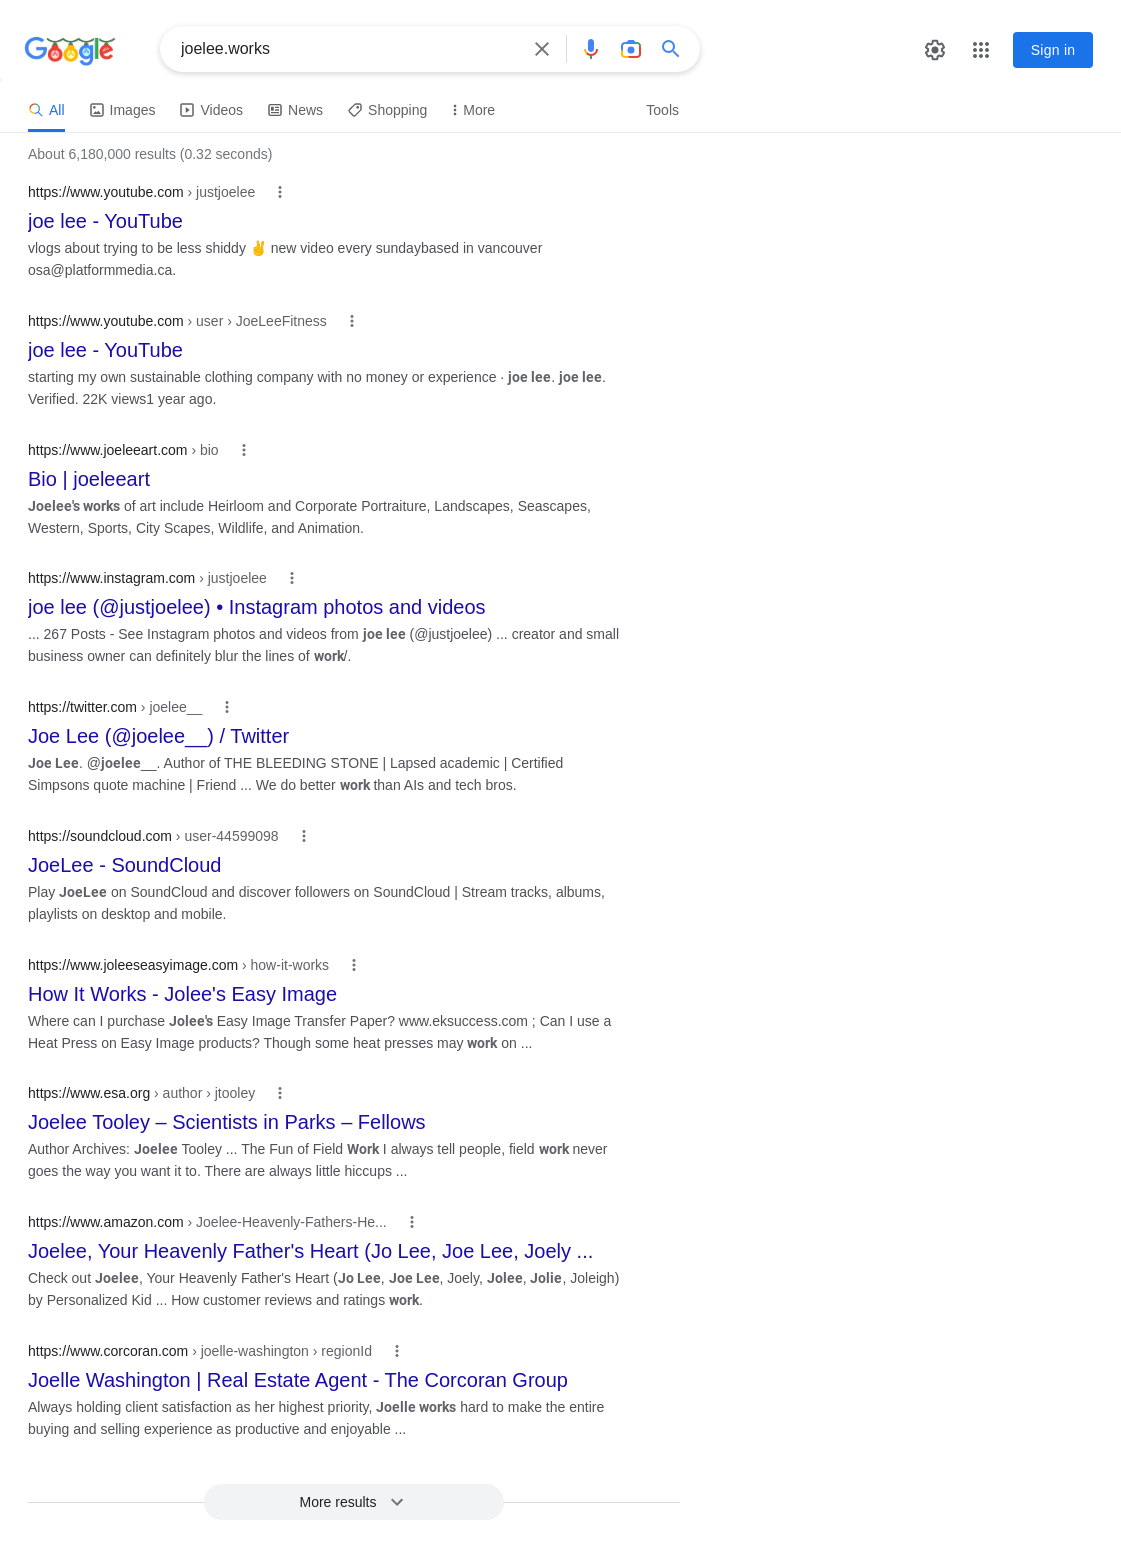 Google
joelee.works
Sign in
All
Images
Videos
News
Shopping
More
Tools
About 6,180,000 results (0.32 seconds)
https://www.youtube.com › justjoelee
joe lee - YouTube
vlogs about trying to be less shiddy ✌️ new video every sundaybased in vancouver
osa@platformmedia.ca.
https://www.youtube.com › user › JoeLeeFitness
joe lee - YouTube
starting my own sustainable clothing company with no money or experience · joe lee. joe lee.
Verified. 22K views1 year ago.
https://www.joeleeart.com › bio
Bio | joeleeart
Joelee's works of art include Heirloom and Corporate Portraiture, Landscapes, Seascapes,
Western, Sports, City Scapes, Wildlife, and Animation.
https://www.instagram.com › justjoelee
joe lee (@justjoelee) • Instagram photos and videos
... 267 Posts - See Instagram photos and videos from joe lee (@justjoelee) ... creator and small
business owner can definitely blur the lines of work/.
https://twitter.com › joelee__
Joe Lee (@joelee__) / Twitter
Joe Lee. @joelee__. Author of THE BLEEDING STONE | Lapsed academic | Certified
Simpsons quote machine | Friend ... We do better work than AIs and tech bros.
https://soundcloud.com › user-44599098
JoeLee - SoundCloud
Play JoeLee on SoundCloud and discover followers on SoundCloud | Stream tracks, albums,
playlists on desktop and mobile.
https://www.joleeseasyimage.com › how-it-works
How It Works - Jolee's Easy Image
Where can I purchase Jolee's Easy Image Transfer Paper? www.eksuccess.com ; Can I use a
Heat Press on Easy Image products? Though some heat presses may work on ...
https://www.esa.org › author › jtooley
Joelee Tooley – Scientists in Parks – Fellows
Author Archives: Joelee Tooley ... The Fun of Field Work I always tell people, field work never
goes the way you want it to. There are always little hiccups ...
https://www.amazon.com › Joelee-Heavenly-Fathers-He...
Joelee, Your Heavenly Father's Heart (Jo Lee, Joe Lee, Joely ...
Check out Joelee, Your Heavenly Father's Heart (Jo Lee, Joe Lee, Joely, Jolee, Jolie, Joleigh)
by Personalized Kid ... How customer reviews and ratings work.
https://www.corcoran.com › joelle-washington › regionId
Joelle Washington | Real Estate Agent - The Corcoran Group
Always holding client satisfaction as her highest priority, Joelle works hard to make the entire
buying and selling experience as productive and enjoyable ...
More results